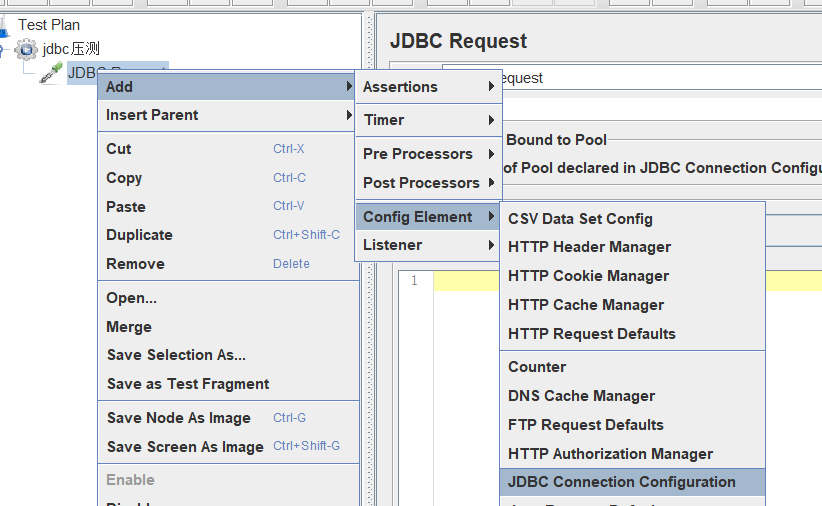 Test Plan
jdbc压测
JDBC Request
Add
Insert Parent
Cut Ctrl-X
Copy Ctrl-C
Paste Ctrl-V
Duplicate Ctrl+Shift-C
Remove Delete
Open...
Merge
Save Selection As...
Save as Test Fragment
Save Node As Image Ctrl-G
Save Screen As Image Ctrl+Shift-G
Enable
Assertions
Timer
Pre Processors
Post Processors
Config Element
Listener
CSV Data Set Config
HTTP Header Manager
HTTP Cookie Manager
HTTP Cache Manager
HTTP Request Defaults
Counter
DNS Cache Manager
FTP Request Defaults
HTTP Authorization Manager
JDBC Connection Configuration
JDBC Request
equest
Bound to Pool
of Pool declared in JDBC Connection Configu
1